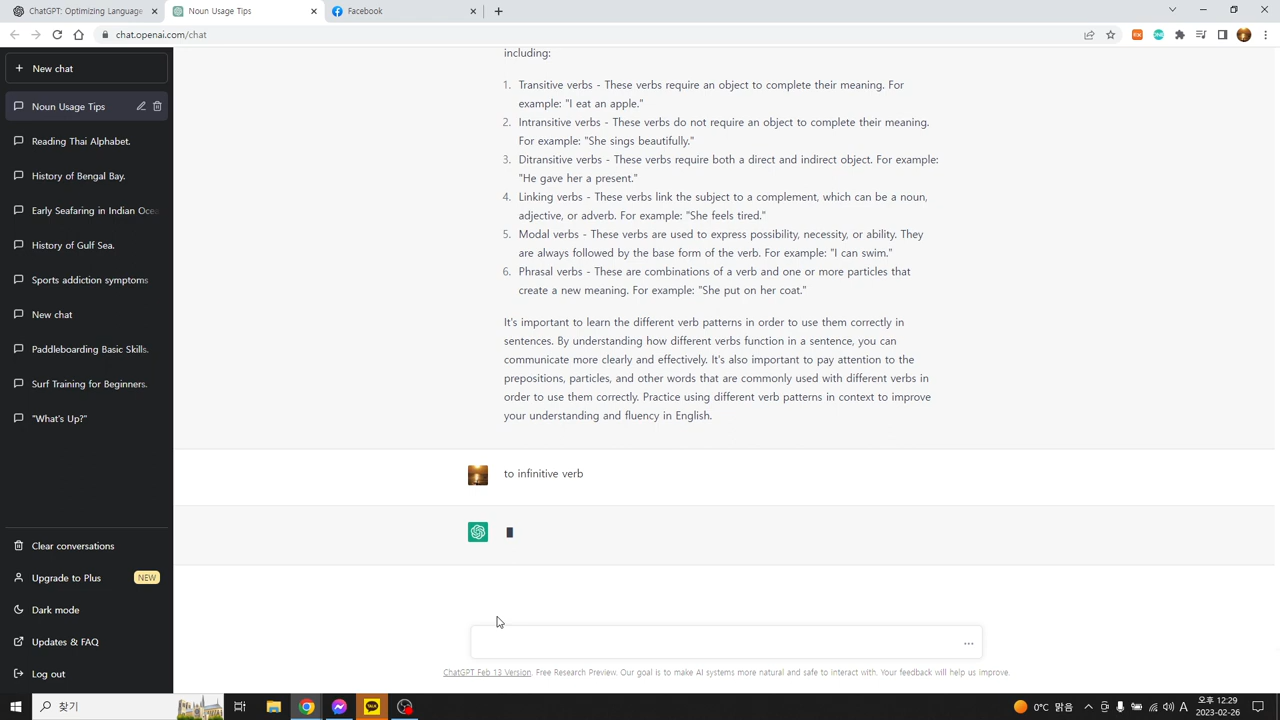 ChatGPT: Optimizing Language
Noun Usage Tips
Facebook
chat.openai.com/chat
New chat
Noun Usage Tips
Reading Thai Alphabet.
History of Bengal Bay.
Early Seafaring in Indian Ocea
History of Gulf Sea.
Sports addiction symptoms
New chat
Paddleboarding Basic Skills.
Surf Training for Beginners.
"What's Up?"
Clear conversations
Upgrade to Plus NEW
Dark mode
Updates & FAQ
Log out
including:
1. Transitive verbs - These verbs require an object to complete their meaning. For
example: "I eat an apple."
2. Intransitive verbs - These verbs do not require an object to complete their meaning.
For example: "She sings beautifully."
3. Ditransitive verbs - These verbs require both a direct and indirect object. For example:
"He gave her a present."
4. Linking verbs - These verbs link the subject to a complement, which can be a noun,
adjective, or adverb. For example: "She feels tired."
5. Modal verbs - These verbs are used to express possibility, necessity, or ability. They
are always followed by the base form of the verb. For example: "I can swim."
6. Phrasal verbs - These are combinations of a verb and one or more particles that
create a new meaning. For example: "She put on her coat."
It's important to learn the different verb patterns in order to use them correctly in
sentences. By understanding how different verbs function in a sentence, you can
communicate more clearly and effectively. It's also important to pay attention to the
prepositions, particles, and other words that are commonly used with different verbs in
order to use them correctly. Practice using different verb patterns in context to improve
your understanding and fluency in English.
to infinitive verb
ChatGPT Feb 13 Version. Free Research Preview. Our goal is to make AI systems more natural and safe to interact with. Your feedback will help us improve.
찾기
TALK
0°C 맑음
A
오후 12:29
2023-02-26